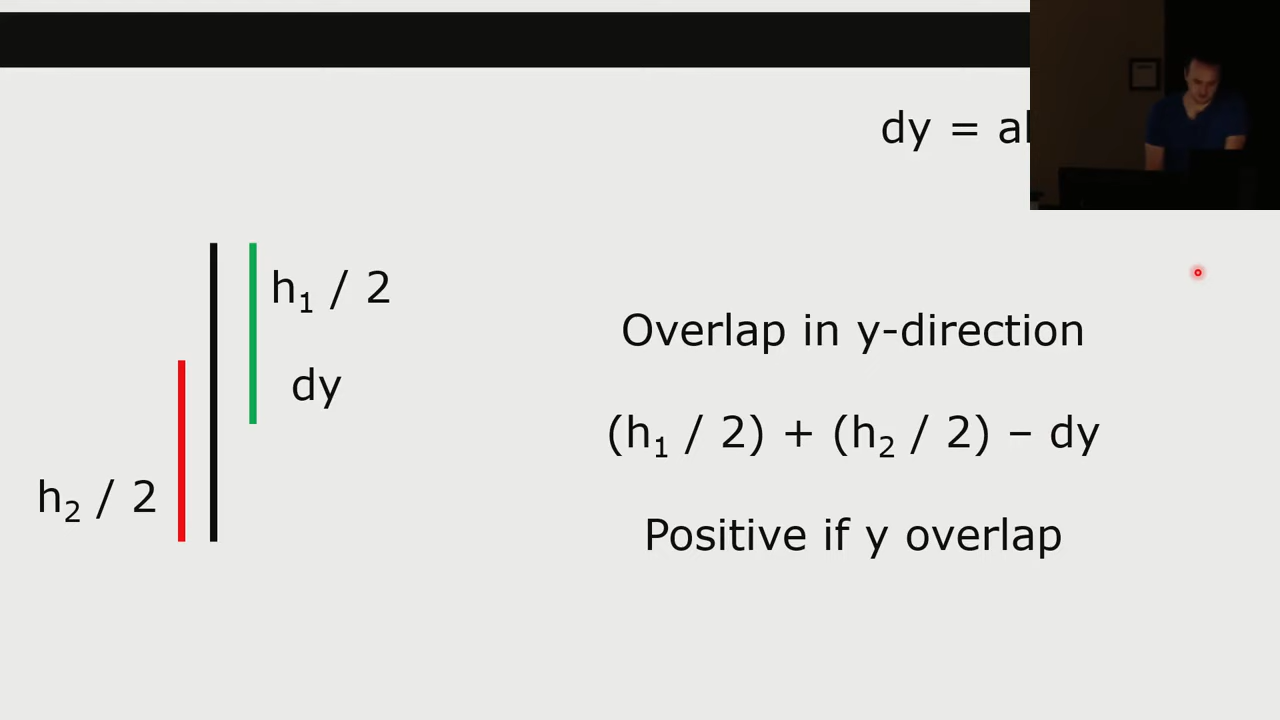 dy =
h₁ / 2
dy
h₂ / 2
Overlap in y-direction
(h₁ / 2) + (h₂ / 2) – dy
Positive if y overlap